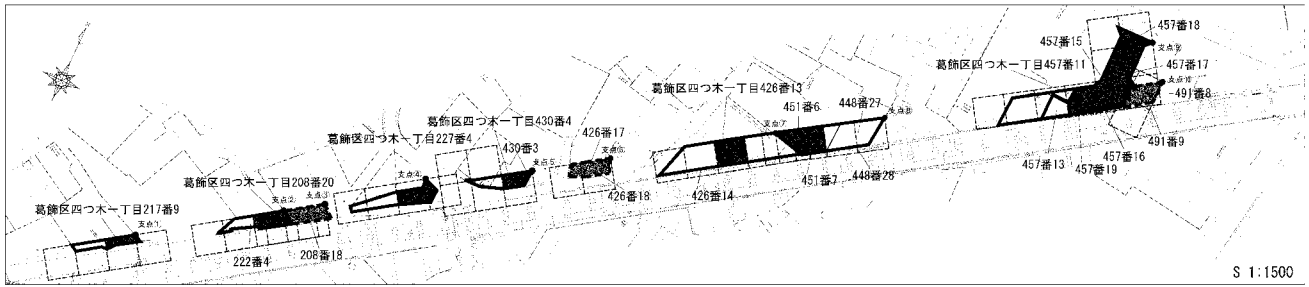 葛飾区四つ木一丁目217番9
支点①
葛飾区四つ木一丁目208番20
支点②
支点③
222番4
208番18
葛飾区四つ木一丁目227番4
支点④
葛飾区四つ木一丁目430番4
430番3
支点⑤
426番17
支点⑥
426番18
葛飾区四つ木一丁目426番13
451番6
448番27
支点⑦
支点⑧
426番14
451番7
448番28
葛飾区四つ木一丁目457番11
457番15
457番18
支点⑨
457番17
支点⑩
491番8
491番9
457番13
457番16
457番19
S 1:1500